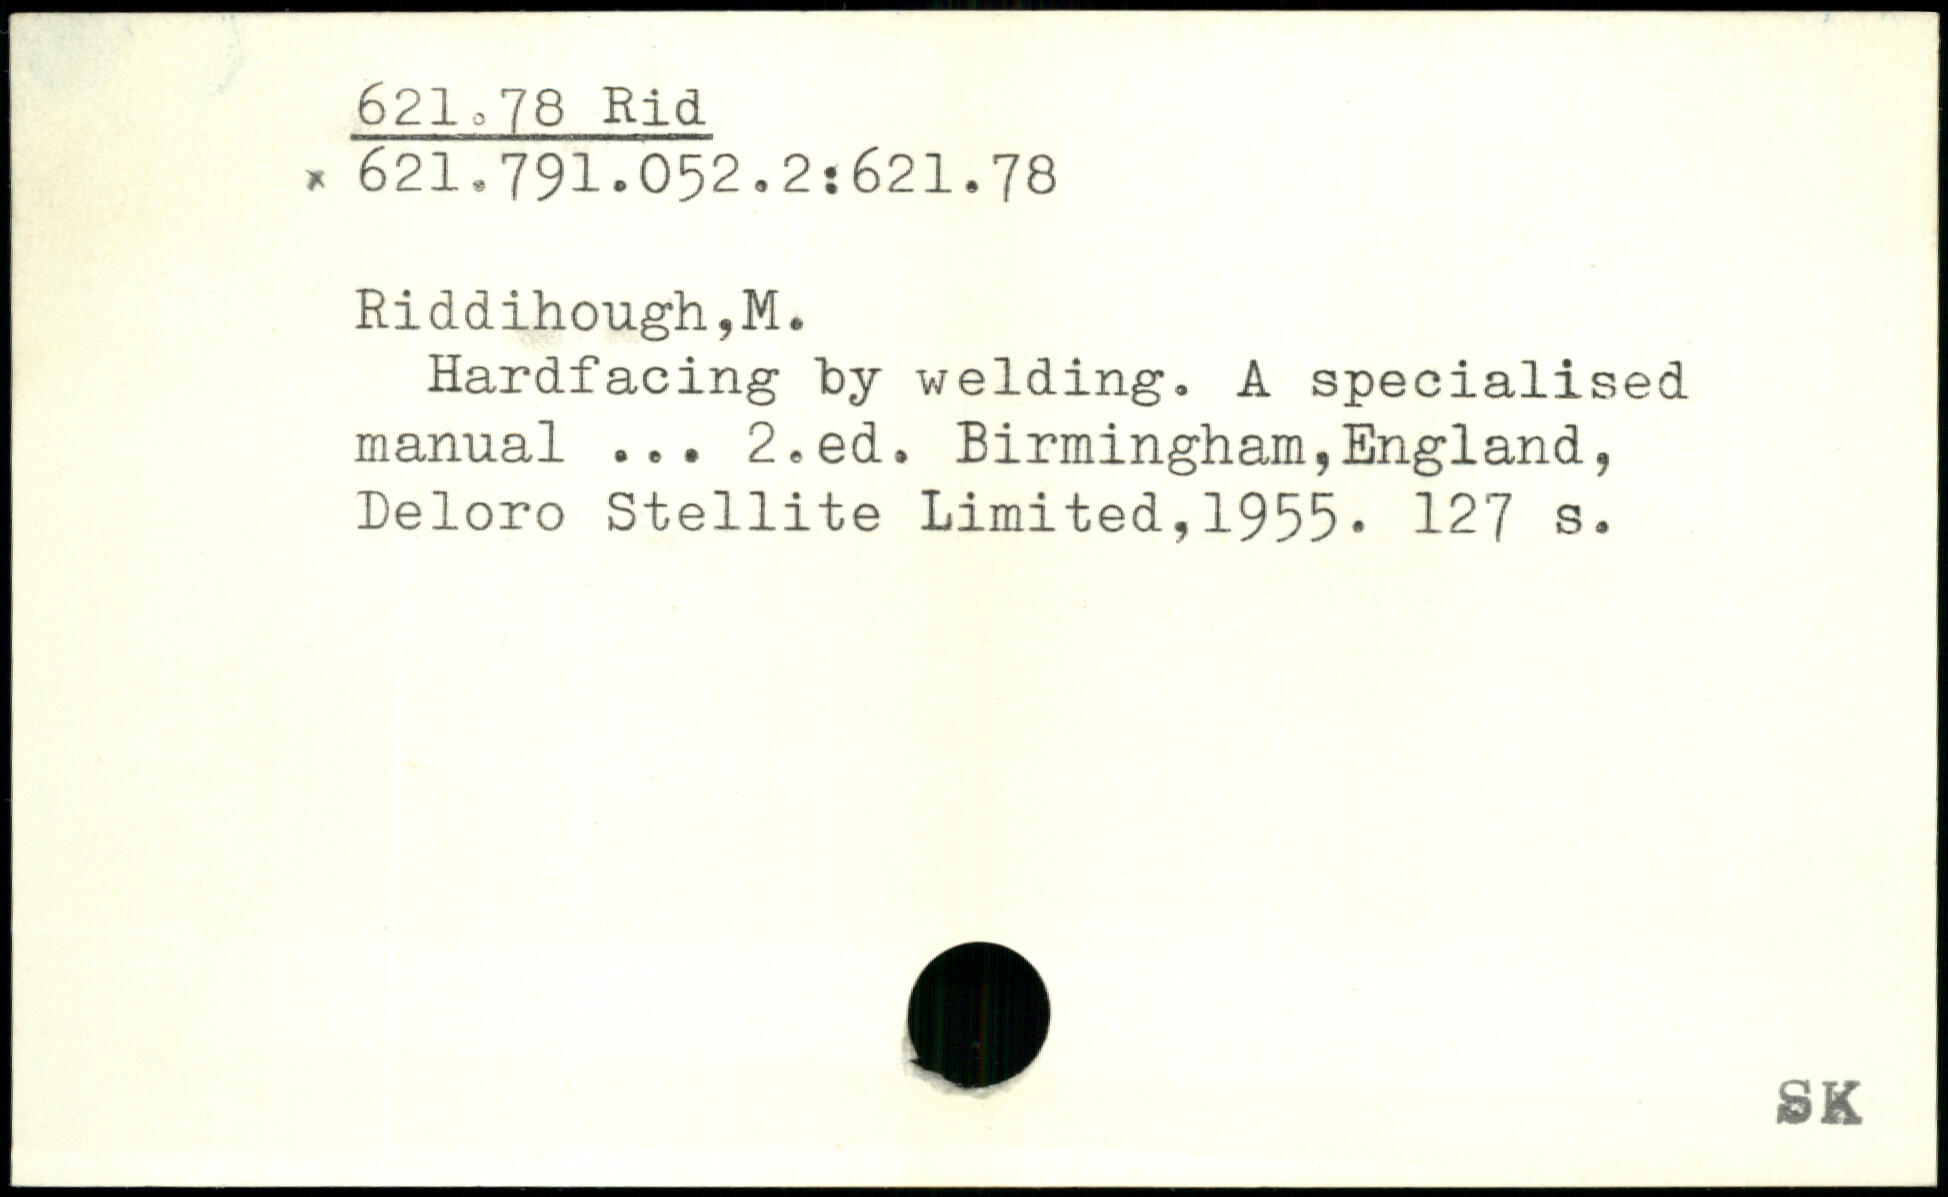 621.78 Rid
x 621.791.052.2:621.78
Riddihough,M.
Hardfacing by welding. A specialised
manual ... 2.ed. Birmingham,England,
Deloro Stellite Limited,1955. 127 s.
SK